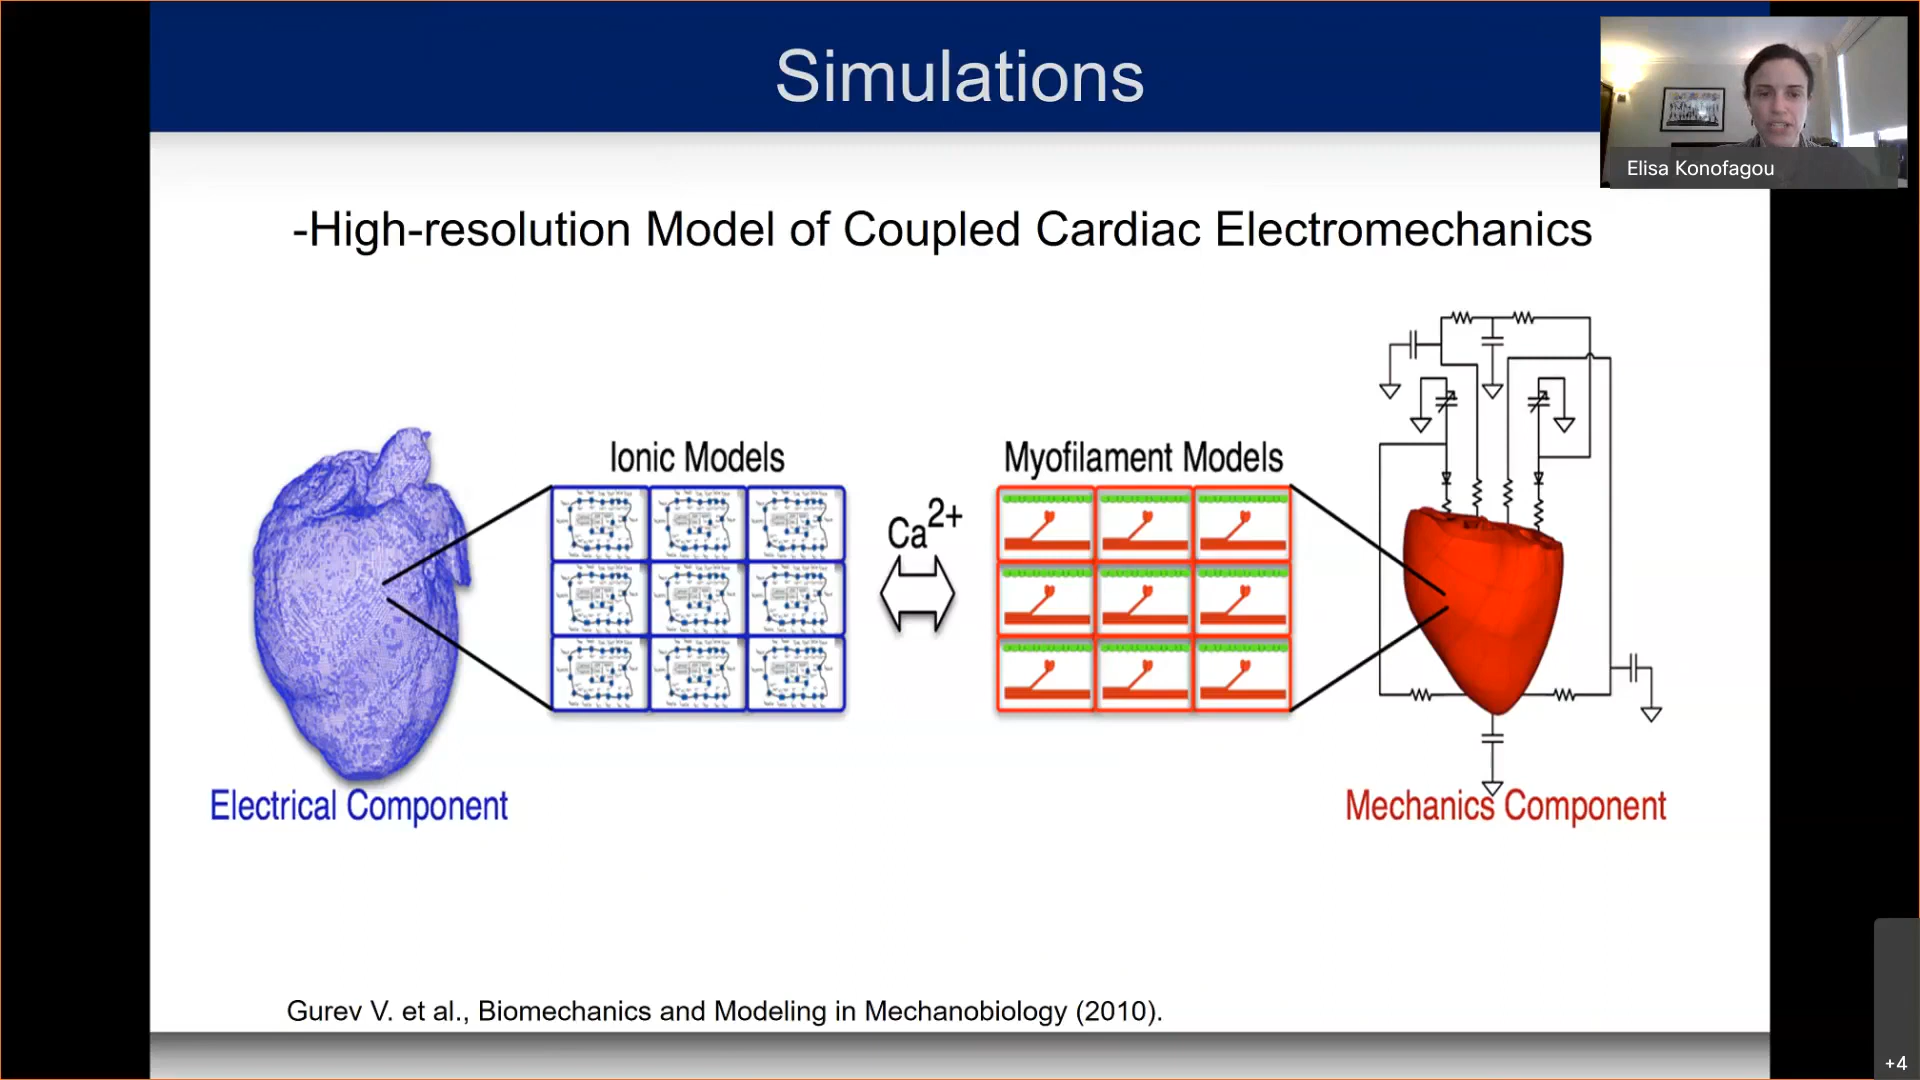 Simulations
Elisa Konofagou
-High-resolution Model of Coupled Cardiac Electromechanics
Ionic Models
Ca2+
Myofilament Models
Electrical Component
Mechanics Component
Gurev V. et al., Biomechanics and Modeling in Mechanobiology (2010).
+4